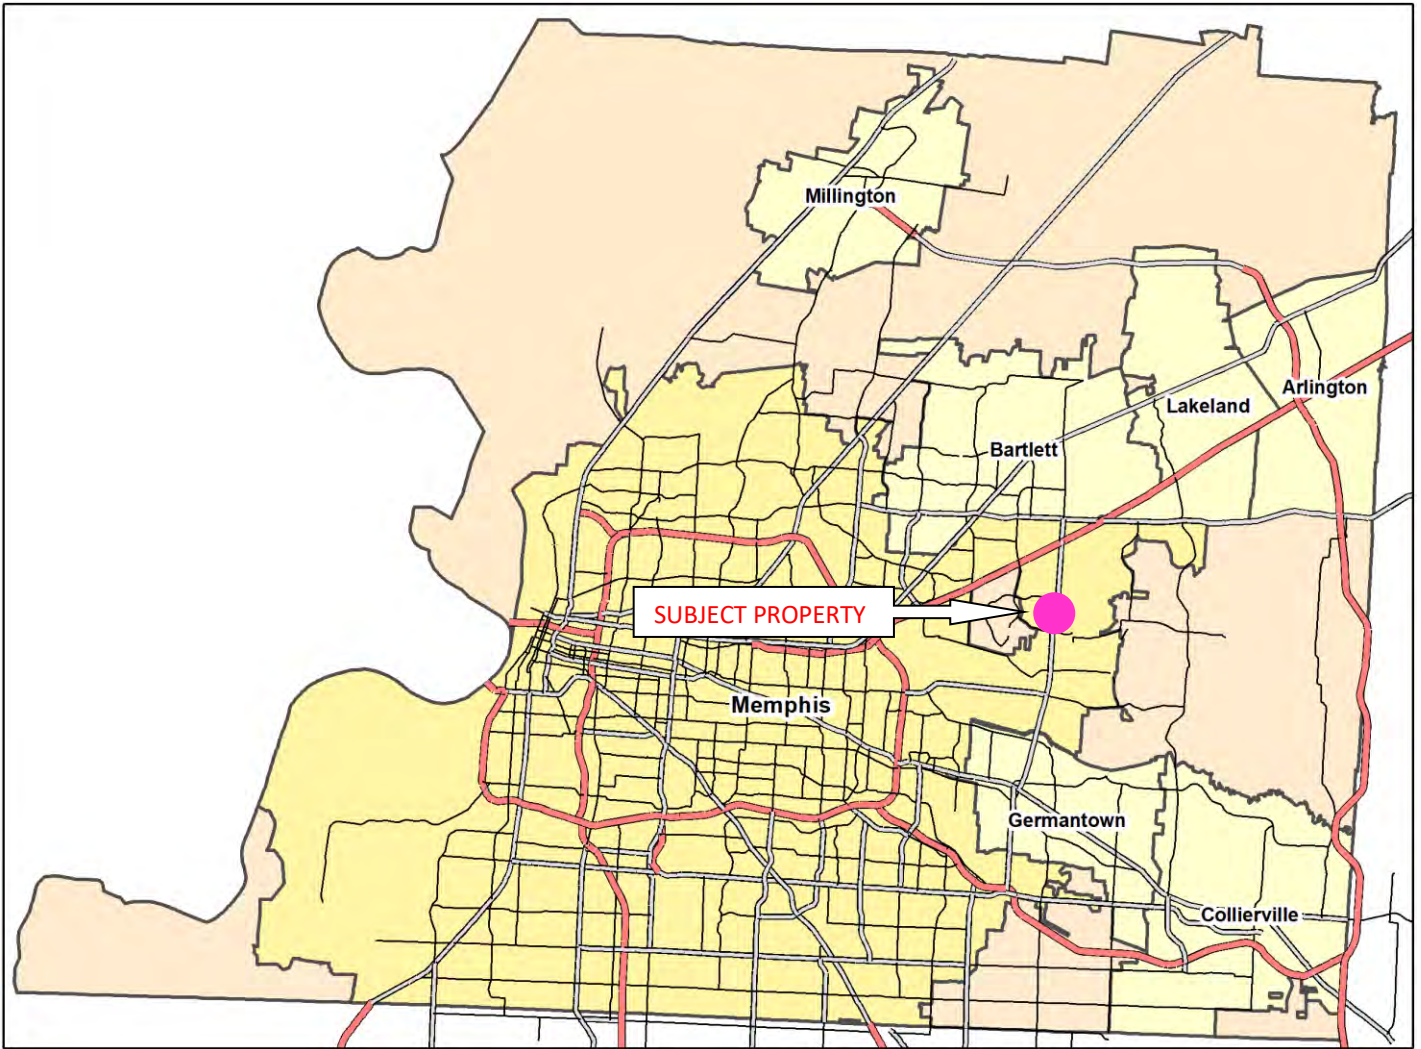 Millington
Arlington
Lakeland
Bartlett
SUBJECT PROPERTY
Memphis
Germantown
Collierville